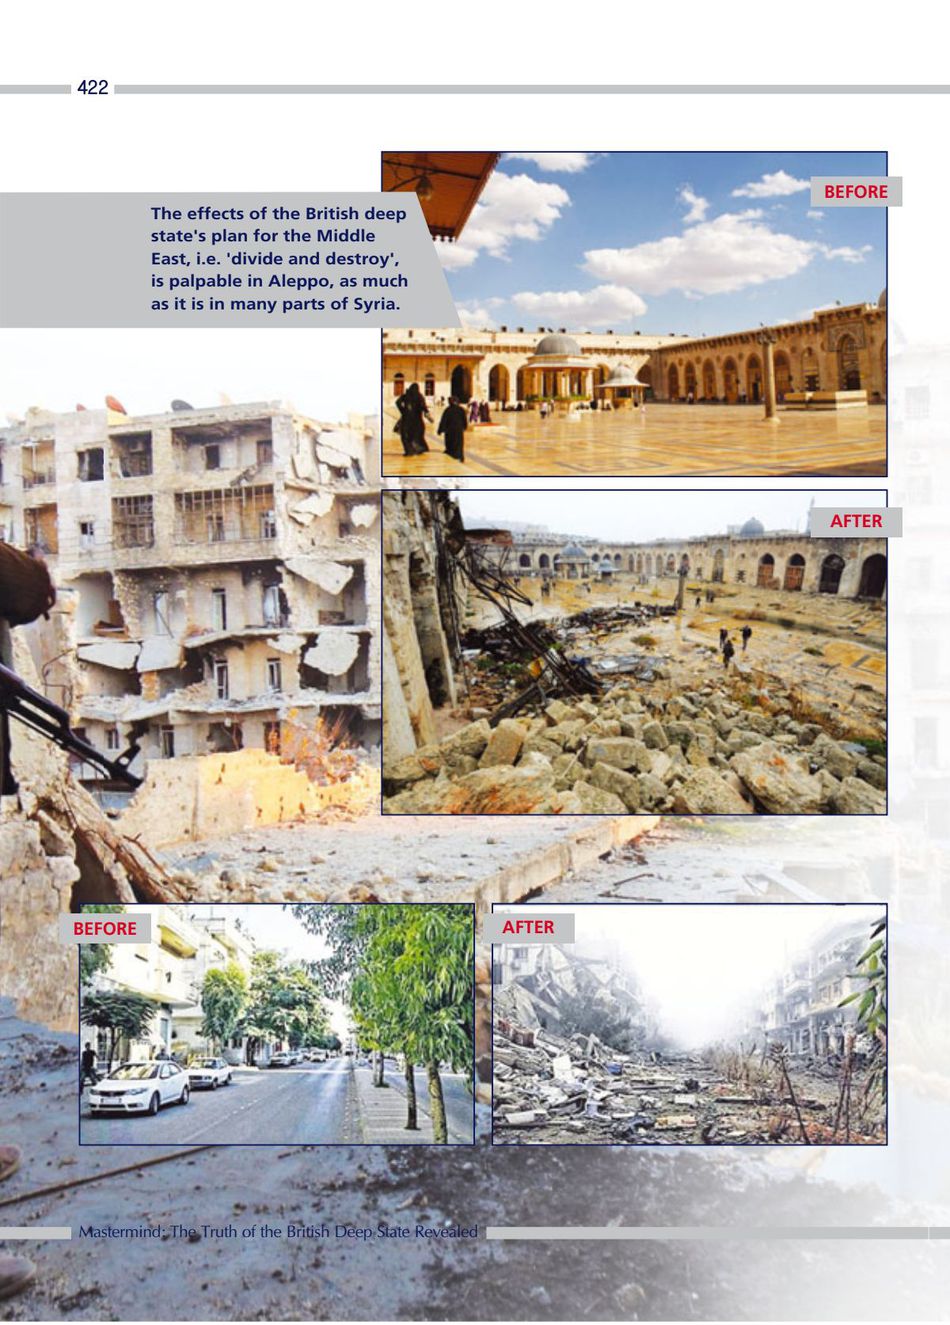 422
BEFORE
The effects of the British deep
state's plan for the Middle
East, i.e. 'divide and destroy',
is palpable in Aleppo, as much
as it is in many parts of Syria.
AFTER
BEFORE
AFTER
Mastermind: The Truth of the British Deep State Revealed